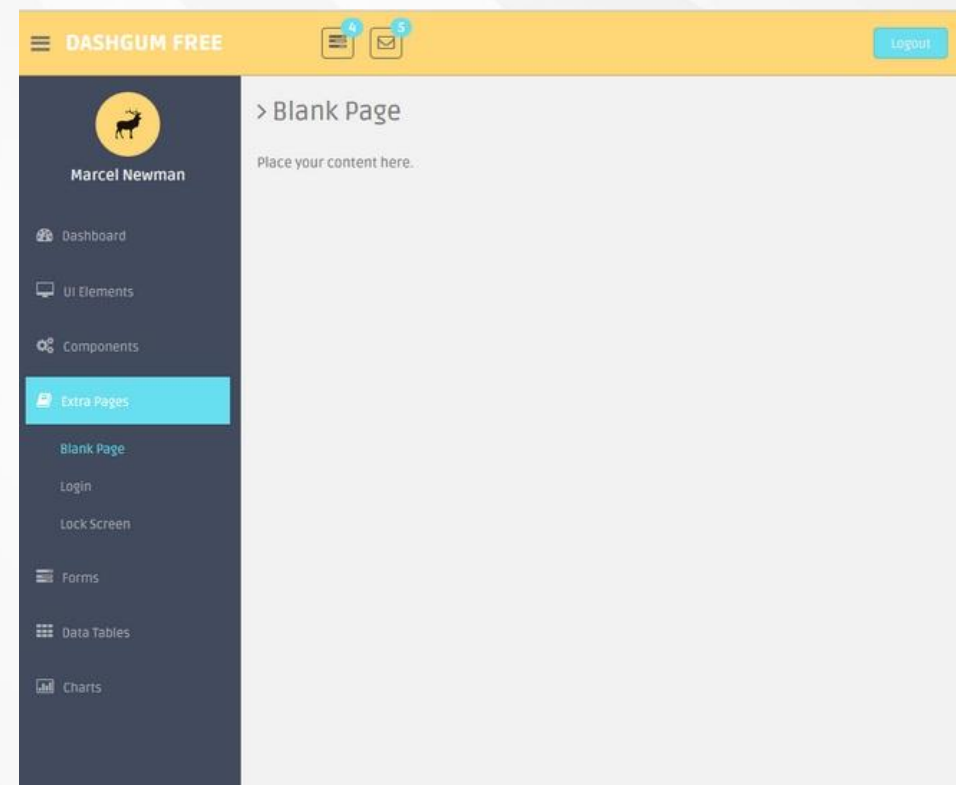 DASHGUM FREE
4
5
Logout
Marcel Newman
Dashboard
UI Elements
Components
Extra Pages
Blank Page
Login
Lock Screen
Forms
Data Tables
Charts
> Blank Page
Place your content here.